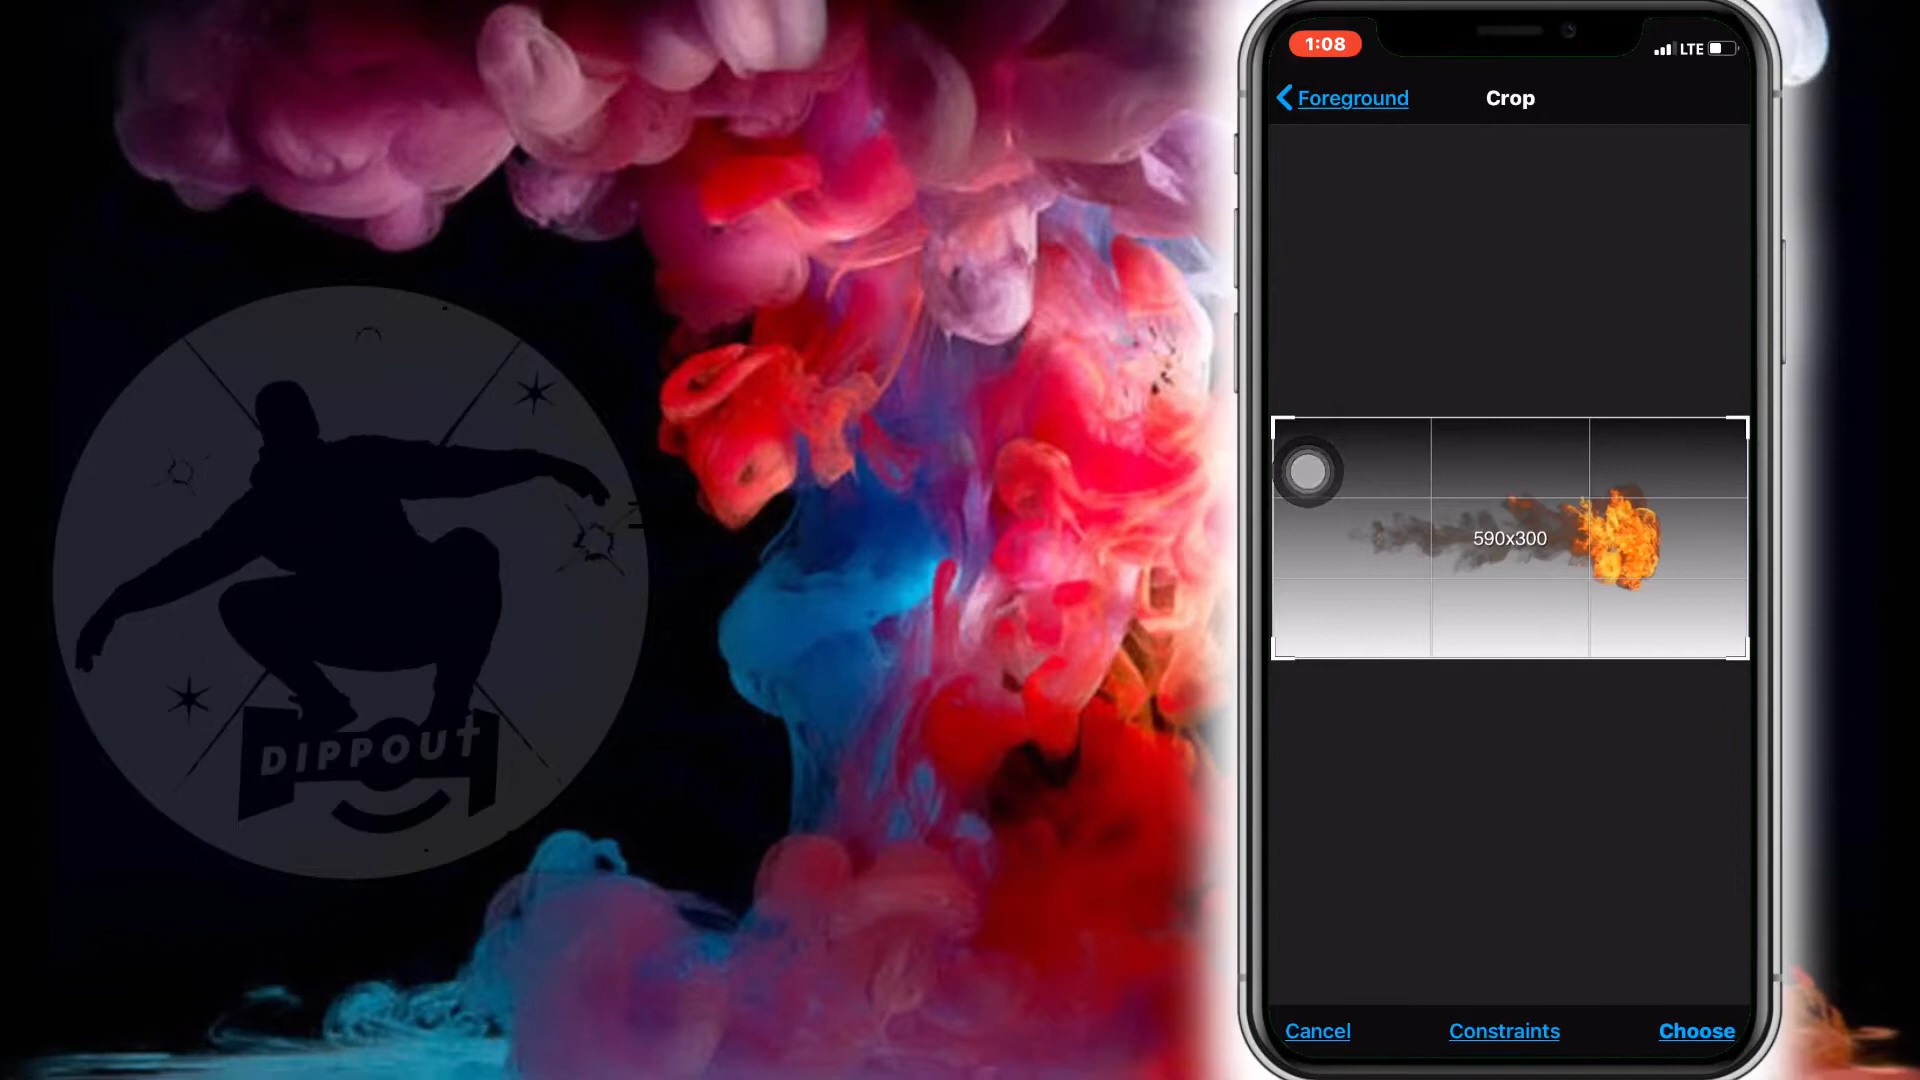 1:08
LTE
Foreground
Crop
590x300
DIPPOUT
Cancel
Constraints
Choose